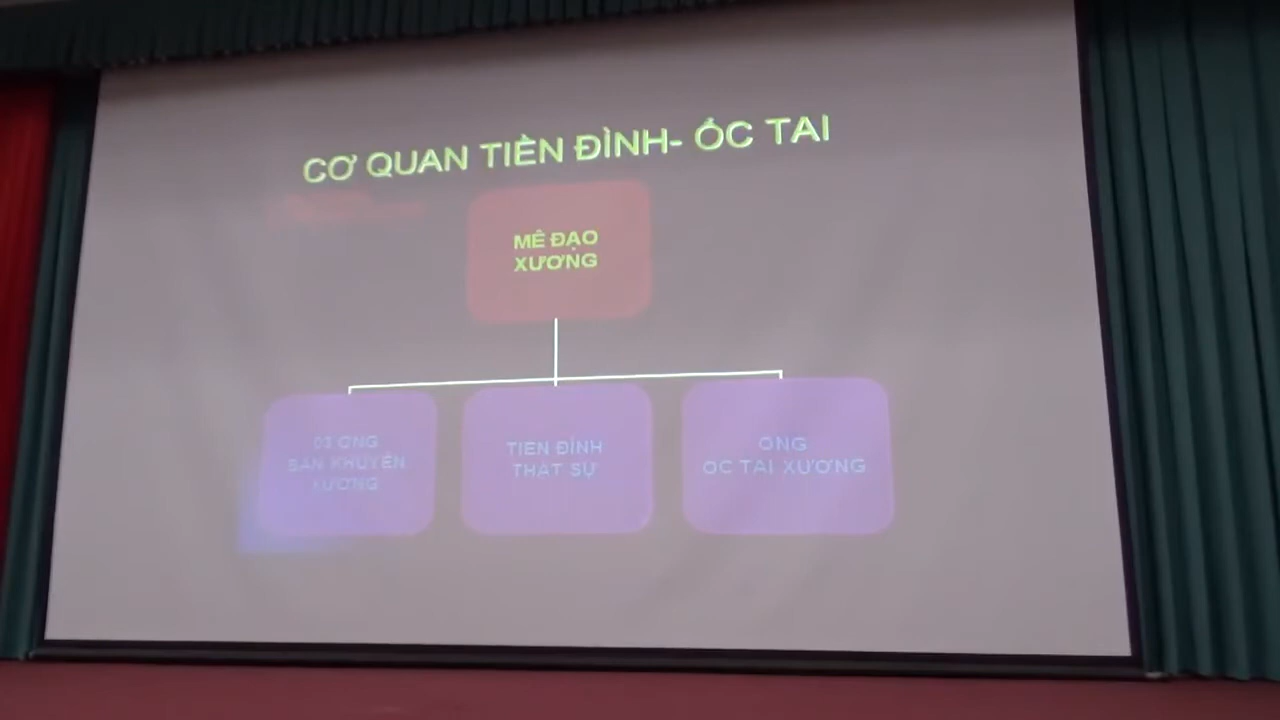 CƠ QUAN TIỀN ĐÌNH- ỐC TAI
MÊ ĐẠO
XƯƠNG
03 ỐNG
BÁN KHUYÊN
XƯƠNG
TIỀN ĐÌNH
THẬT SỰ
ỐNG
ỐC TAI XƯƠNG